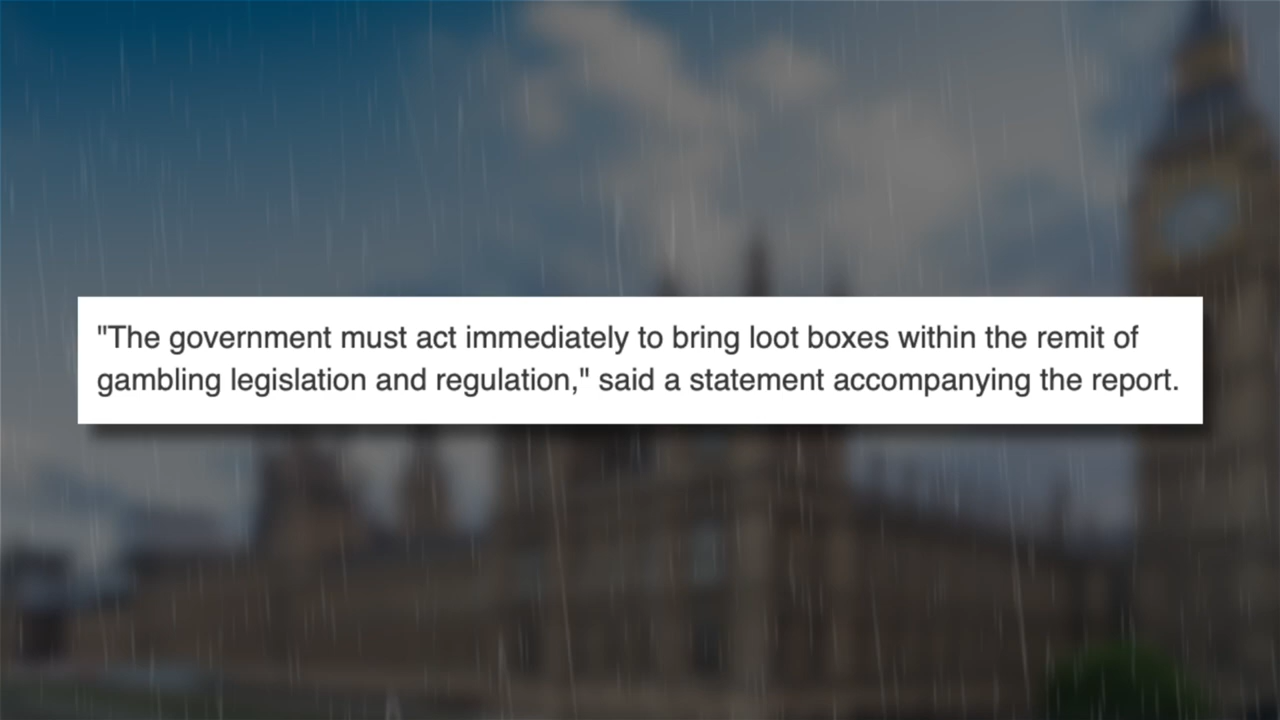 "The government must act immediately to bring loot boxes within the remit of
gambling legislation and regulation," said a statement accompanying the report.